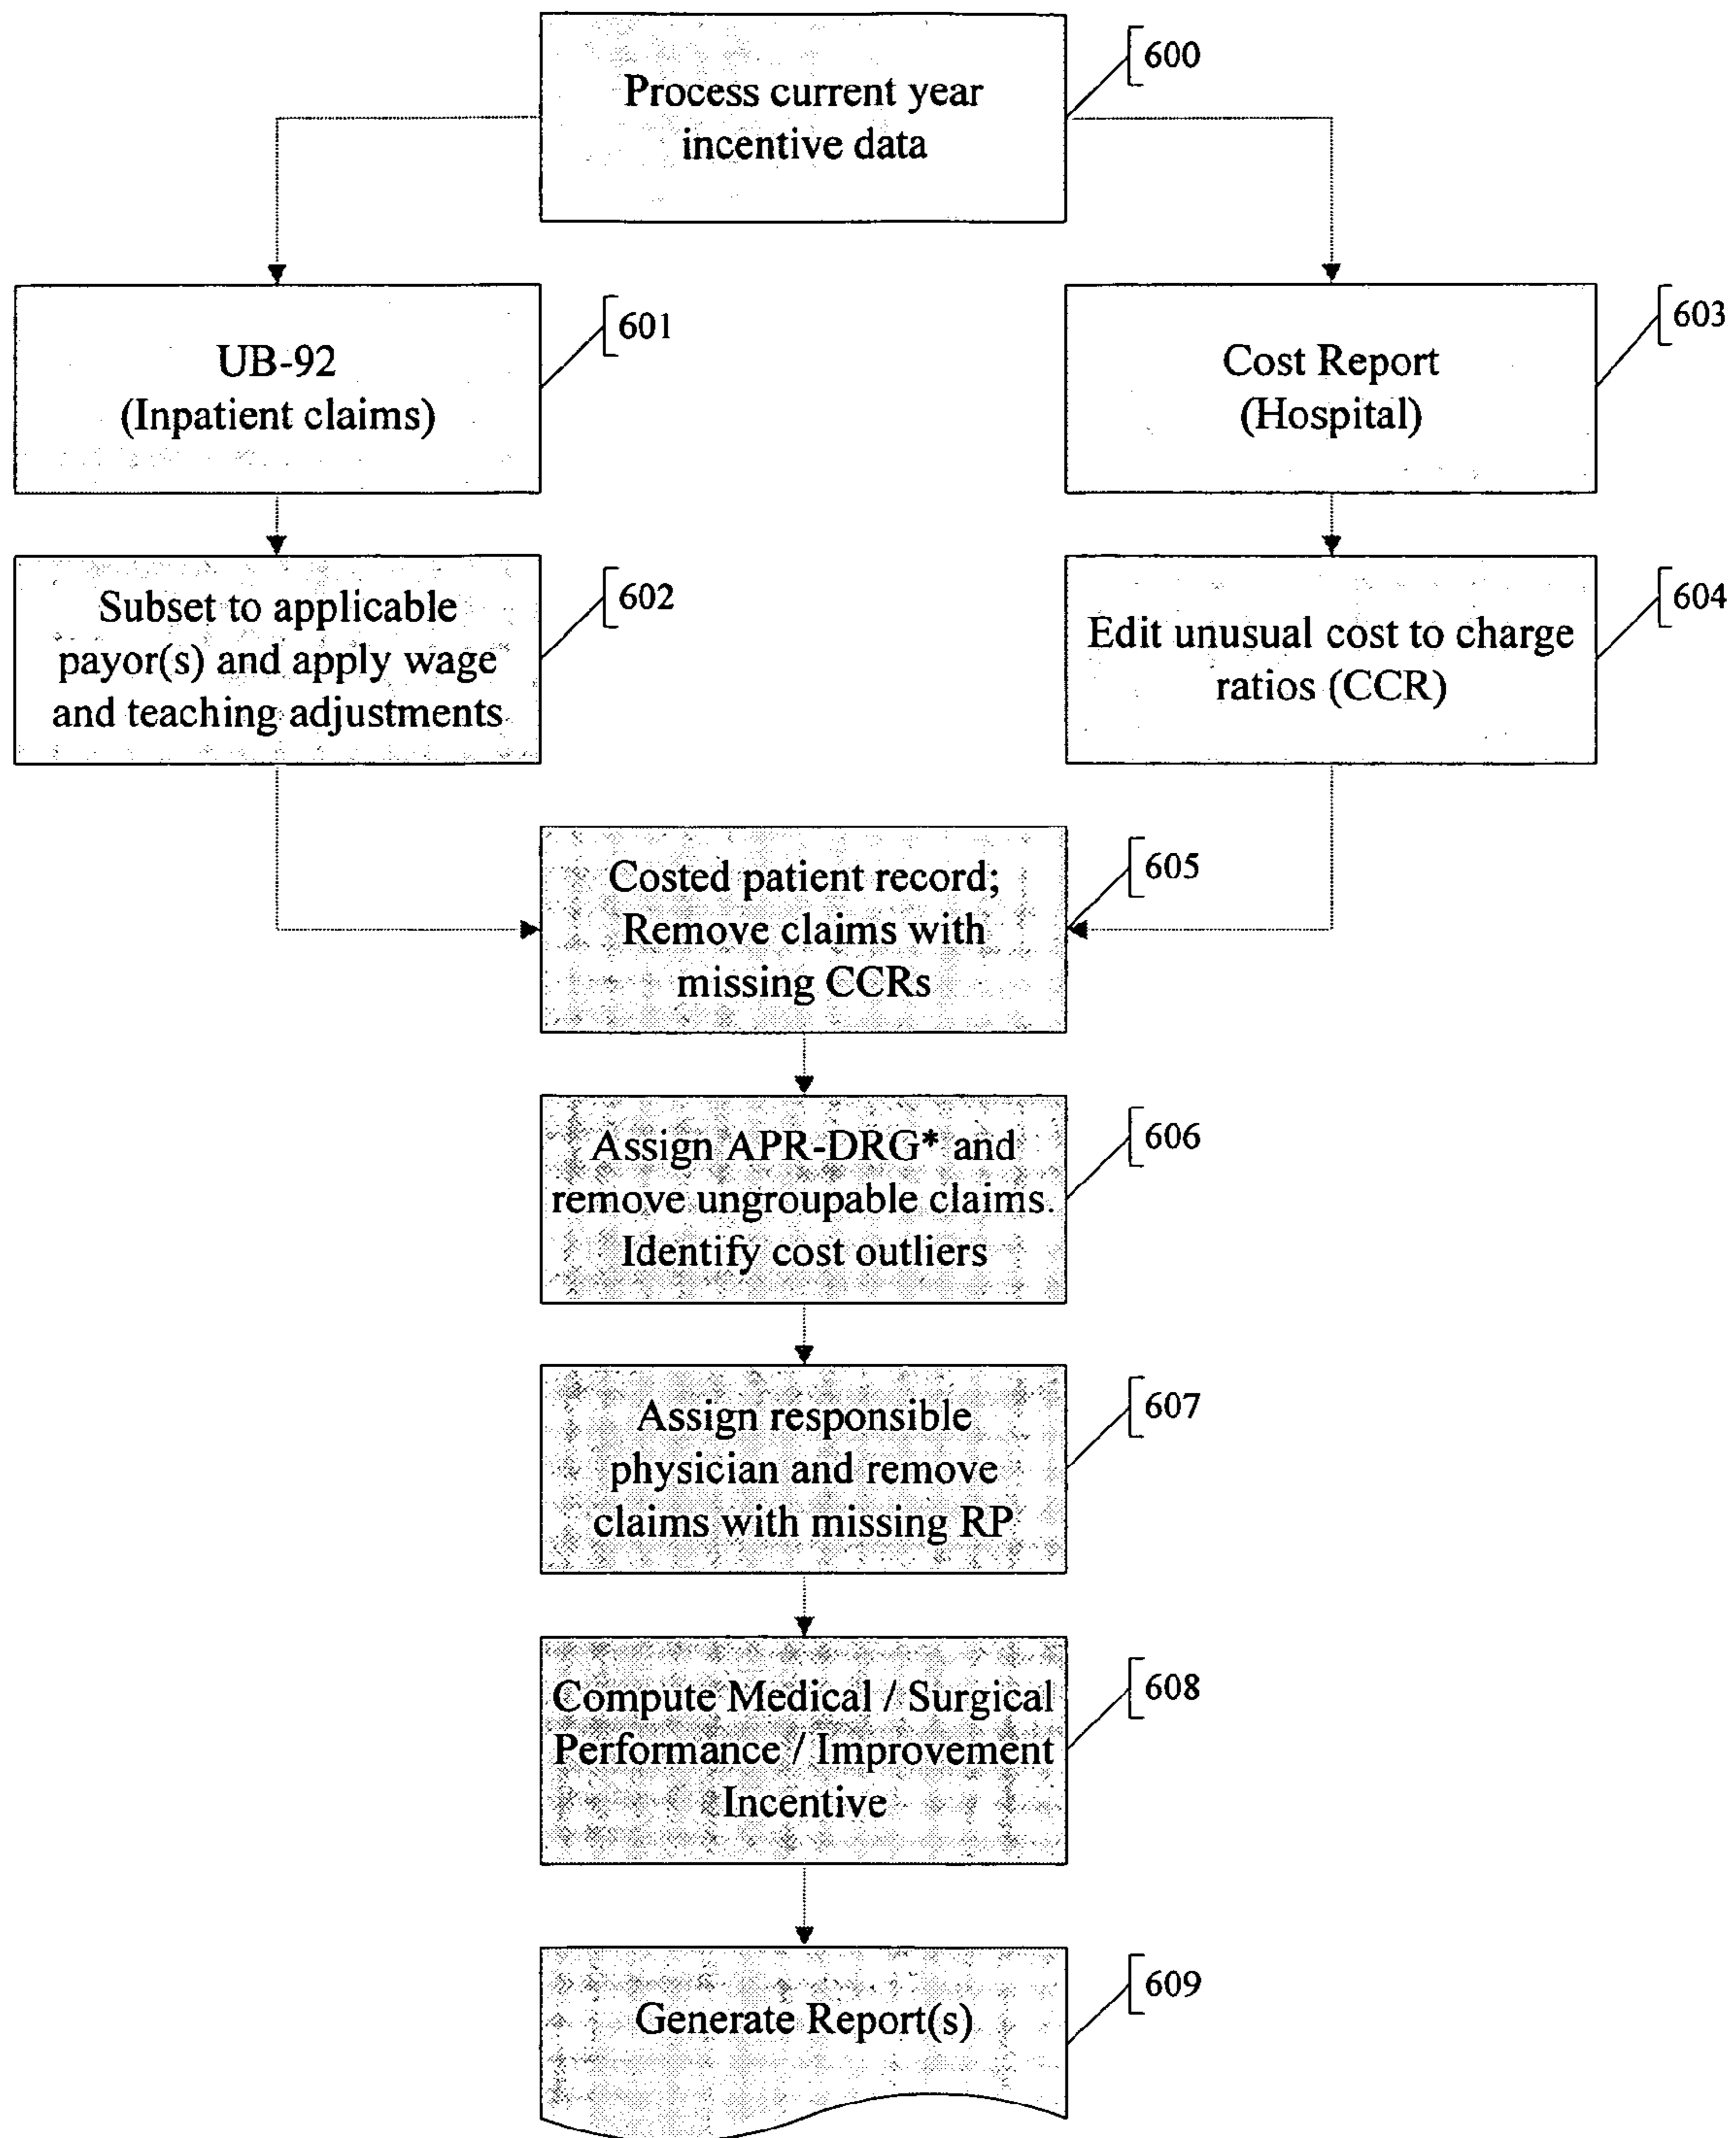 Process current year
incentive data
600
UB-92
(Inpatient claims)
601
Cost Report
(Hospital)
603
Subset to applicable
payor(s) and apply wage
and teaching adjustments
602
Edit unusual cost to charge
ratios (CCR)
604
Costed patient record;
Remove claims with
missing CCRs
605
Assign APR-DRG* and
remove ungroupable claims.
Identify cost outliers
606
Assign responsible
physician and remove
claims with missing RP
607
Compute Medical / Surgical
Performance / Improvement
Incentive
608
Generate Report(s)
609